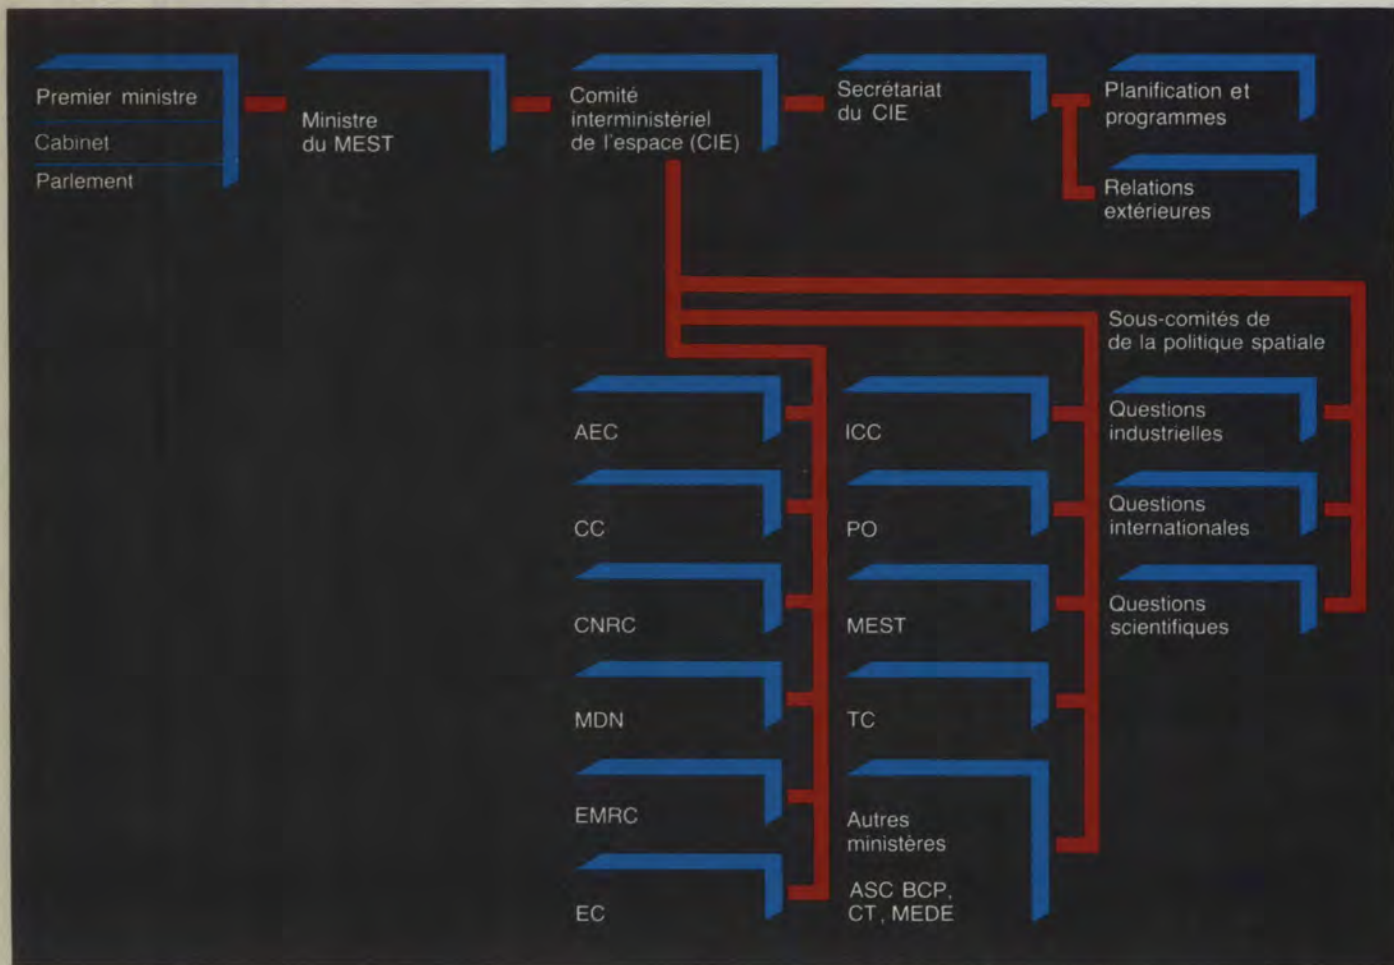 Premier ministre
Cabinet
Parlement
Ministre
du MEST
Comité
interministériel
de l'espace (CIE)
Secrétariat
du CIE
Planification et
programmes
Relations
extérieures
AEC
CC
CNRC
MDN
EMRC
EC
ICC
PO
MEST
TC
Autres
ministères
ASC BCP,
CT, MEDE
Sous-comités de
de la politique spatiale
Questions
industrielles
Questions
internationales
Questions
scientifiques